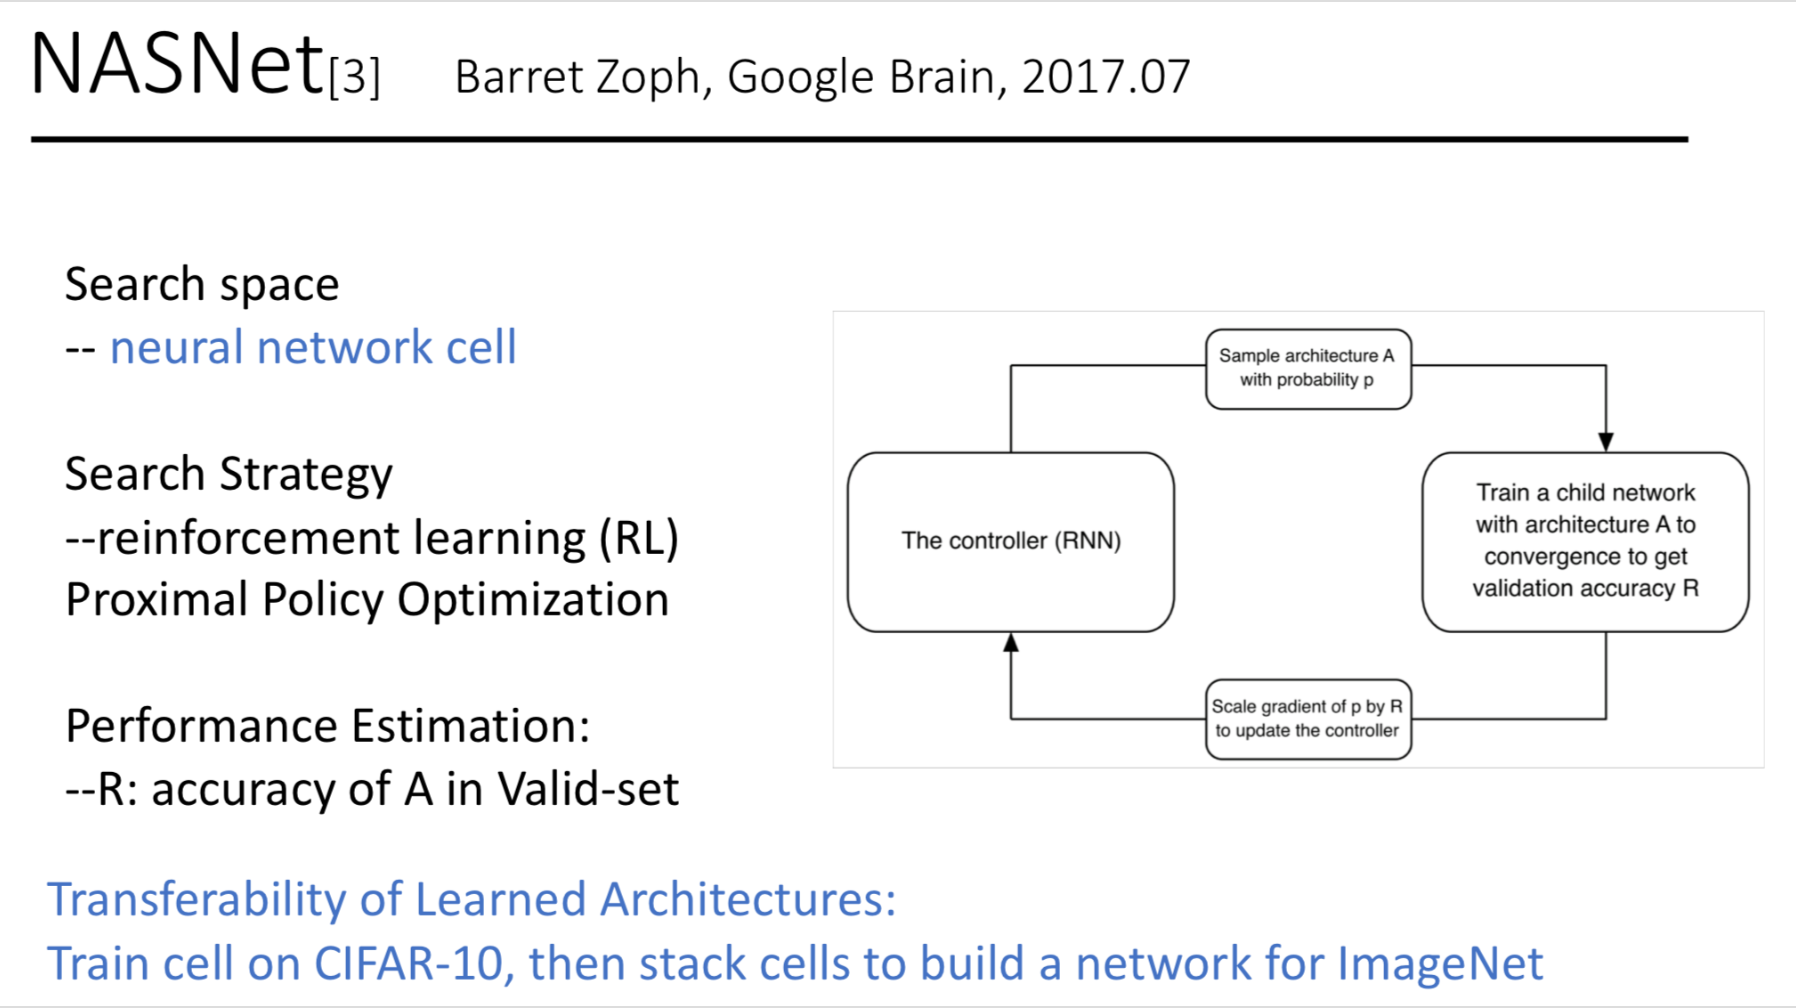 NASNet[3] Barret Zoph, Google Brain, 2017.07
Search space
-- neural network cell
Search Strategy
--reinforcement learning (RL)
Proximal Policy Optimization
Performance Estimation:
--R: accuracy of A in Valid-set
Sample architecture A
with probability p
The controller (RNN)
Train a child network
with architecture A to
convergence to get
validation accuracy R
Scale gradient of p by R
to update the controller
Transferability of Learned Architectures:
Train cell on CIFAR-10, then stack cells to build a network for ImageNet